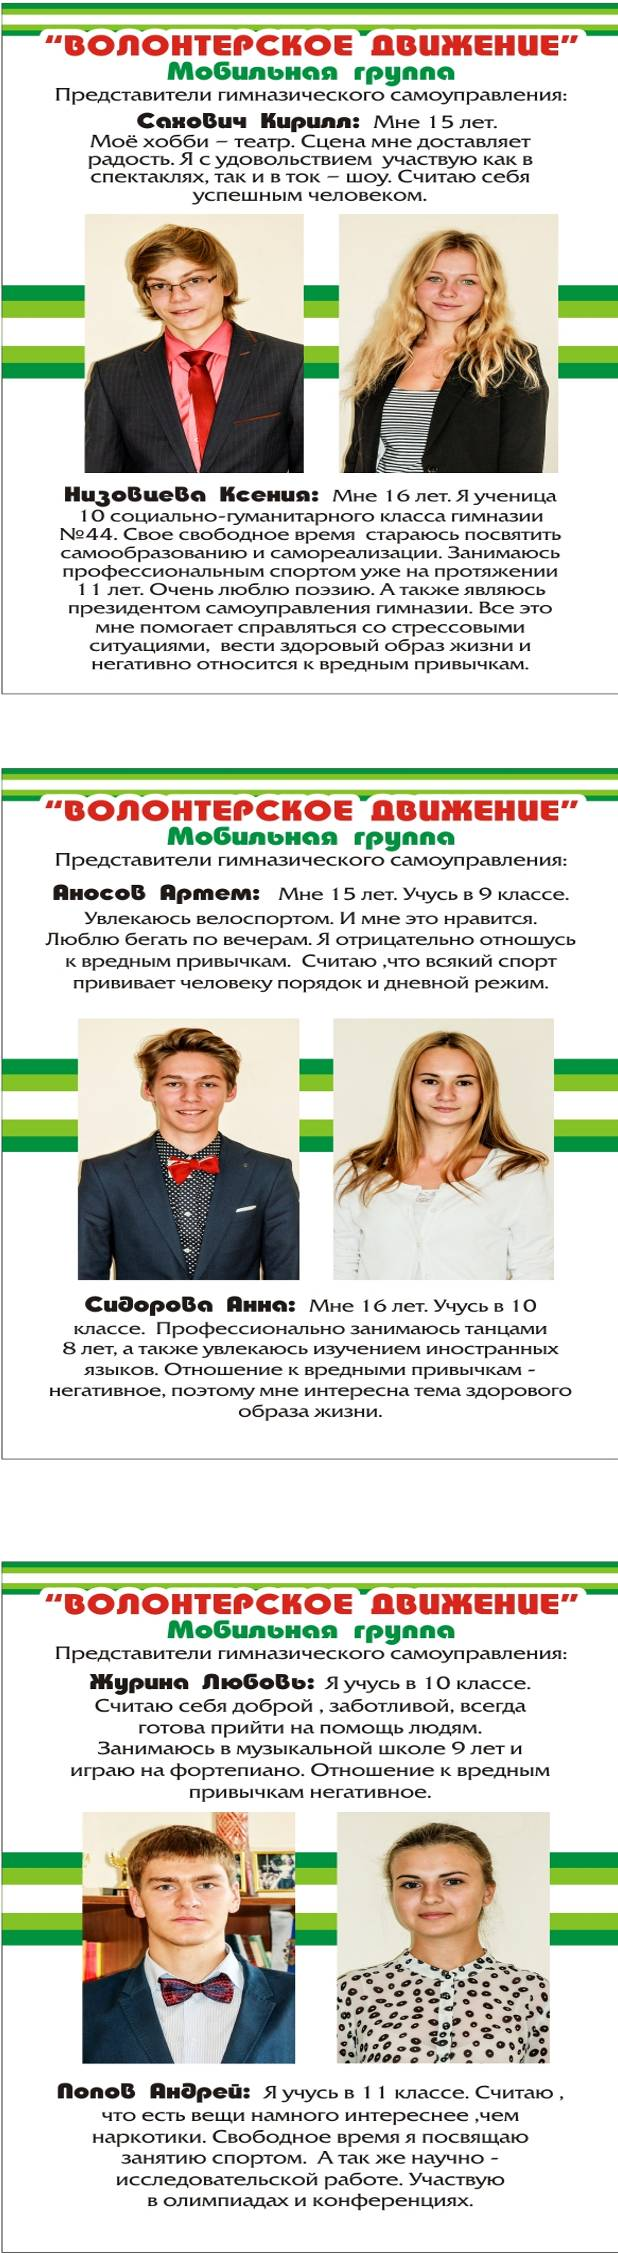 “ВОЛОНТЕРСКОЕ ДВИЖЕНИЕ”
Мобильная группа
Представители гимназического самоуправления:
Сахович Кирилл: Мне 15 лет.
Моё хобби – театр. Сцена мне доставляет
радость. Я с удовольствием участвую как в
спектаклях, так и в ток – шоу. Считаю себя
успешным человеком.
Низовцева Ксения: Мне 16 лет. Я ученица
10 социально-гуманитарного класса гимназии
№44. Свое свободное время стараюсь посвятить
самообразованию и самореализации. Занимаюсь
профессиональным спортом уже на протяжении
11 лет. Очень люблю поэзию. А также являюсь
президентом самоуправления гимназии. Все это
мне помогает справляться со стрессовыми
ситуациями, вести здоровый образ жизни и
негативно относится к вредным привычкам.
“ВОЛОНТЕРСКОЕ ДВИЖЕНИЕ”
Мобильная группа
Представители гимназического самоуправления:
Аносов Артем: Мне 15 лет. Учусь в 9 классе.
Увлекаюсь велоспортом. И мне это нравится.
Люблю бегать по вечерам. Я отрицательно отношусь
к вредным привычкам. Считаю ,что всякий спорт
прививает человеку порядок и дневной режим.
Сидорова Анна: Мне 16 лет. Учусь в 10
классе. Профессионально занимаюсь танцами
8 лет, а также увлекаюсь изучением иностранных
языков. Отношение к вредными привычкам -
негативное, поэтому мне интересна тема здорового
образа жизни.
“ВОЛОНТЕРСКОЕ ДВИЖЕНИЕ”
Мобильная группа
Представители гимназического самоуправления:
Журина Любовь: Я учусь в 10 классе.
Считаю себя доброй , заботливой, всегда
готова прийти на помощь людям.
Занимаюсь в музыкальной школе 9 лет и
играю на фортепиано. Отношение к вредным
привычкам негативное.
Попов Андрей: Я учусь в 11 классе. Считаю ,
что есть вещи намного интереснее ,чем
наркотики. Свободное время я посвящаю
занятию спортом. А так же научно -
исследовательской работе. Участвую
в олимпиадах и конференциях.